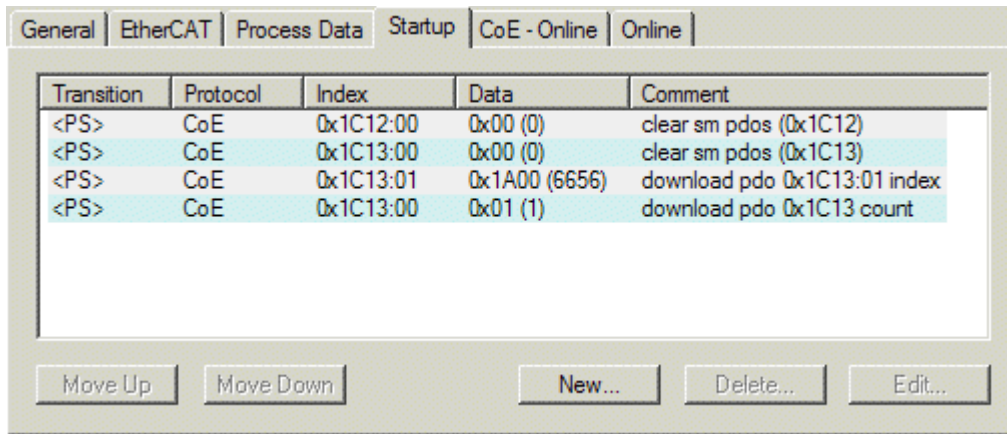 General EtherCAT Process Data Startup CoE - Online Online
Transition Protocol Index Data Comment
<PS> CoE 0x1C12:00 0x00 (0) clear sm pdos (0x1C12)
<PS> CoE 0x1C13:00 0x00 (0) clear sm pdos (0x1C13)
<PS> CoE 0x1C13:01 0x1A00 (6656) download pdo 0x1C13:01 index
<PS> CoE 0x1C13:00 0x01 (1) download pdo 0x1C13 count
Move Up Move Down New... Delete... Edit...